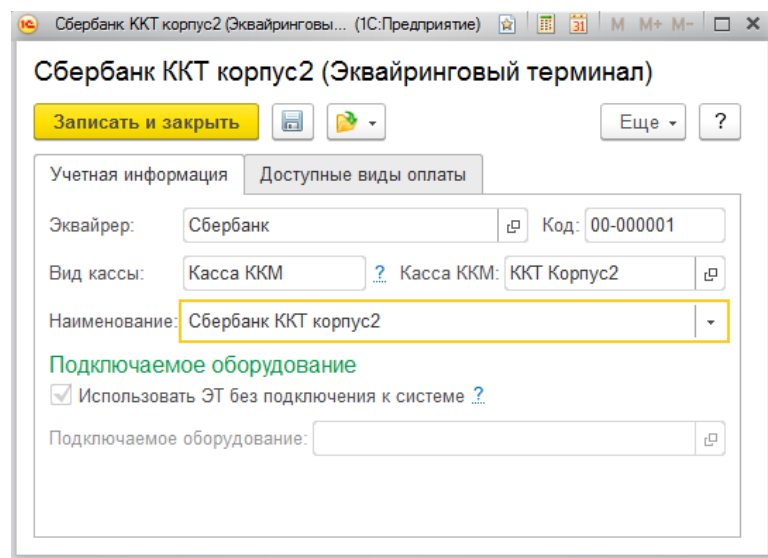 1С Сбербанк ККТ корпус2 (Эквайринговы... (1С:Предприятие) 31 M M+ M-
Сбербанк ККТ корпус2 (Эквайринговый терминал)
Записать и закрыть Еще ?
Учетная информация Доступные виды оплаты
Эквайрер: Сбербанк Код: 00-000001
Вид кассы: Касса ККМ ? Касса ККМ: ККТ Корпус2
Наименование: Сбербанк ККТ корпус2
Подключаемое оборудование
Использовать ЭТ без подключения к системе ?
Подключаемое оборудование: